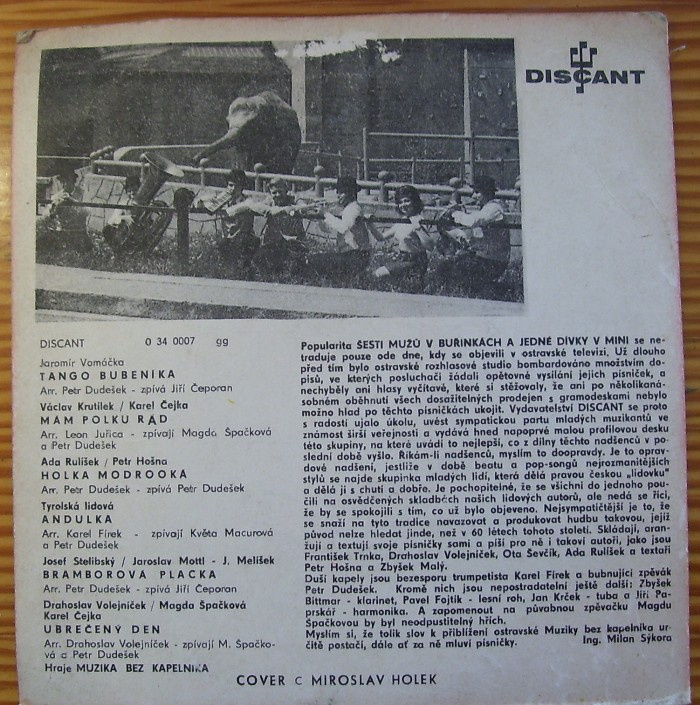 DISCANT
DISCANT 0 34 0007 gg
Jaromír Vomáčka
TANGO BUBENÍKA
Arr. Petr Dudešek - zpívá Jiří Čeporan
Václav Krutílek / Karel Čejka
MÁM POLKU RÁD
Arr. Leon Juřica - zpívají Magda Špačková
a Petr Dudešek
Ada Rulíšek / Petr Hošna
HOLKA MODROOKÁ
Arr. Petr Dudešek - zpívá Petr Dudešek
Tyrolská lidová
ANDULKA
Arr. Karel Fírek - zpívají Květa Macurová
a Petr Dudešek
Josef Stelibský / Jaroslav Mottl - J. Melíšek
BRAMBOROVÁ PLACKA
Arr. Petr Dudešek - zpívá Jiří Čeporan
Drahoslav Volejníček / Magda Špačková
Karel Čejka
UBREČENÝ DEN
Arr. Drahoslav Volejníček - zpívají M. Špačko-
vá a Petr Dudešek
Hraje MUZIKA BEZ KAPELNÍKA
Popularita ŠESTI MUŽŮ V BUŘINKÁCH A JEDNÉ DÍVKY V MINI se ne-
traduje pouze ode dne, kdy se objevili v ostravské televizi. Už dlouho
před tím bylo ostravské rozhlasové studio bombardováno množstvím do-
pisů, ve kterých posluchači žádali opětovné vysílání jejich písniček, a
nechyběly ani hlasy vyčítavé, které si stěžovaly, že ani po několikaná-
sobném oběhnutí všech dosažitelných prodejen s gramodeskami nebylo
možno hlad po těchto písničkách ukojit. Vydavatelství DISCANT se proto
s radostí ujalo úkolu, uvést sympatickou partu mladých muzikantů ve
známost širší veřejnosti a vydává hned napoprvé malou profilovou desku
této skupiny, na které uvádí to nejlepší, co z dílny těchto nadšenců v po-
slední době vyšlo. Říkám-li nadšenců, myslím to doopravdy. Je to oprav-
dové nadšení, jestliže v době beatu a pop-songů nejrozmanitějších
stylů se najde skupinka mladých lidí, která dělá pravou českou „lidovku"
a dělá ji s chutí a dobře. Je pochopitelné, že se všichni do jednoho pou-
čili na osvědčených skladbách našich lidových autorů, ale nedá se říci,
že by se spokojili s tím, co už bylo objeveno. Nejsympatičtější je to, že
se snaží na tyto tradice navazovat a produkovat hudbu takovou, jejíž
původ nelze hledat jinde, než v 60 létech tohoto století. Skládají, aran-
žují a textují svoje písničky sami a píší pro ně i takoví autoři, jako jsou
František Trnka, Drahoslav Volejníček, Ota Ševčík, Ada Rulíšek a textaři
Petr Hošna a Zbyšek Malý.
Duší kapely jsou bezesporu trumpetista Karel Fírek a bubnující zpěvák
Petr Dudešek. Kromě nich jsou nepostradatelní ještě další: Zbyšek
Bittmar - klarinet, Pavel Fojtík - lesní roh, Jan Krček - tuba a Jiří Pa-
prskář - harmonika. A zapomenout na půvabnou zpěvačku Magdu
Špačkovou by byl neodpustitelný hřích.
Myslím si, že tolik slov k přiblížení ostravské Muziky bez kapelníka ur-
čitě postačí, dále ať za ně mluví písničky. Ing. Milan Sýkora
COVER C MIROSLAV HOLEK